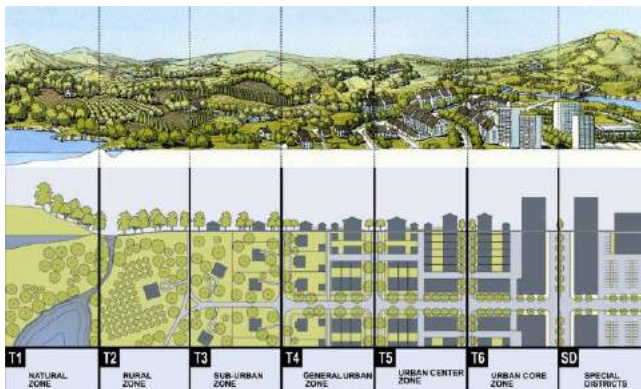 T1
NATURAL
ZONE
T2
RURAL
ZONE
T3
SUB-URBAN
ZONE
T4
GENERAL URBAN
ZONE
T5
URBAN CENTER
ZONE
T6
URBAN CORE
ZONE
SD
SPECIAL
DISTRICTS